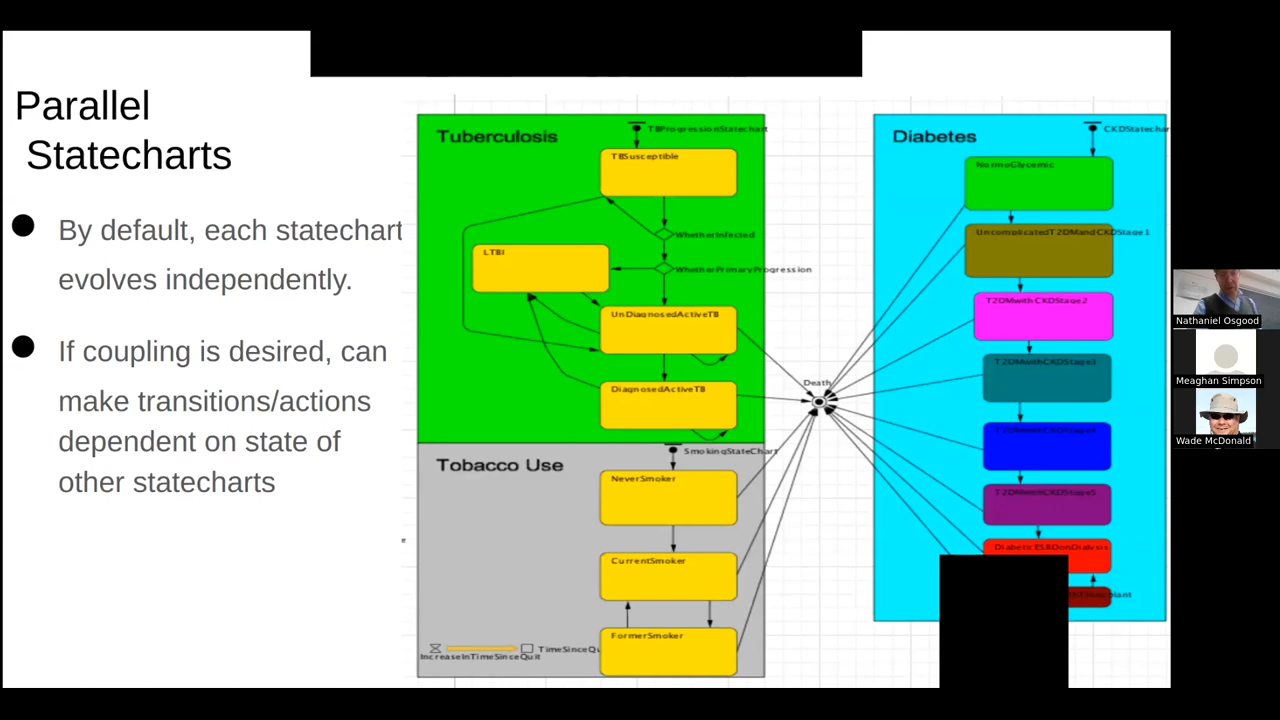 Parallel
Statecharts
By default, each statechart
evolves independently.
If coupling is desired, can
make transitions/actions
dependent on state of
other statecharts
Tuberculosis
TBProgressionStatechart
TBSusceptible
WhetherInfected
LTBI
WhetherPrimaryProgression
UnDiagnosedActiveTB
DiagnosedActiveTB
Tobacco Use
SmokingStateChart
NeverSmoker
CurrentSmoker
FormerSmoker
TimeSinceQu
IncreaseInTimeSinceQuit
Death
Diabetes
CKDStatechar
NormoGlycemic
UncomplicatedT2DMandCKDStage1
T2DMwithCKDStage2
T2DMwithCKDStage3
T2DMwithCKDStage5
DiabeticESRDonDialysis
Nathaniel Osgood
Meaghan Simpson
Wade McDonald